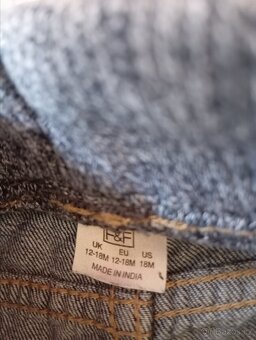 F&F
UK EU US
12-18M 12-18M 18M
MADE IN INDIA